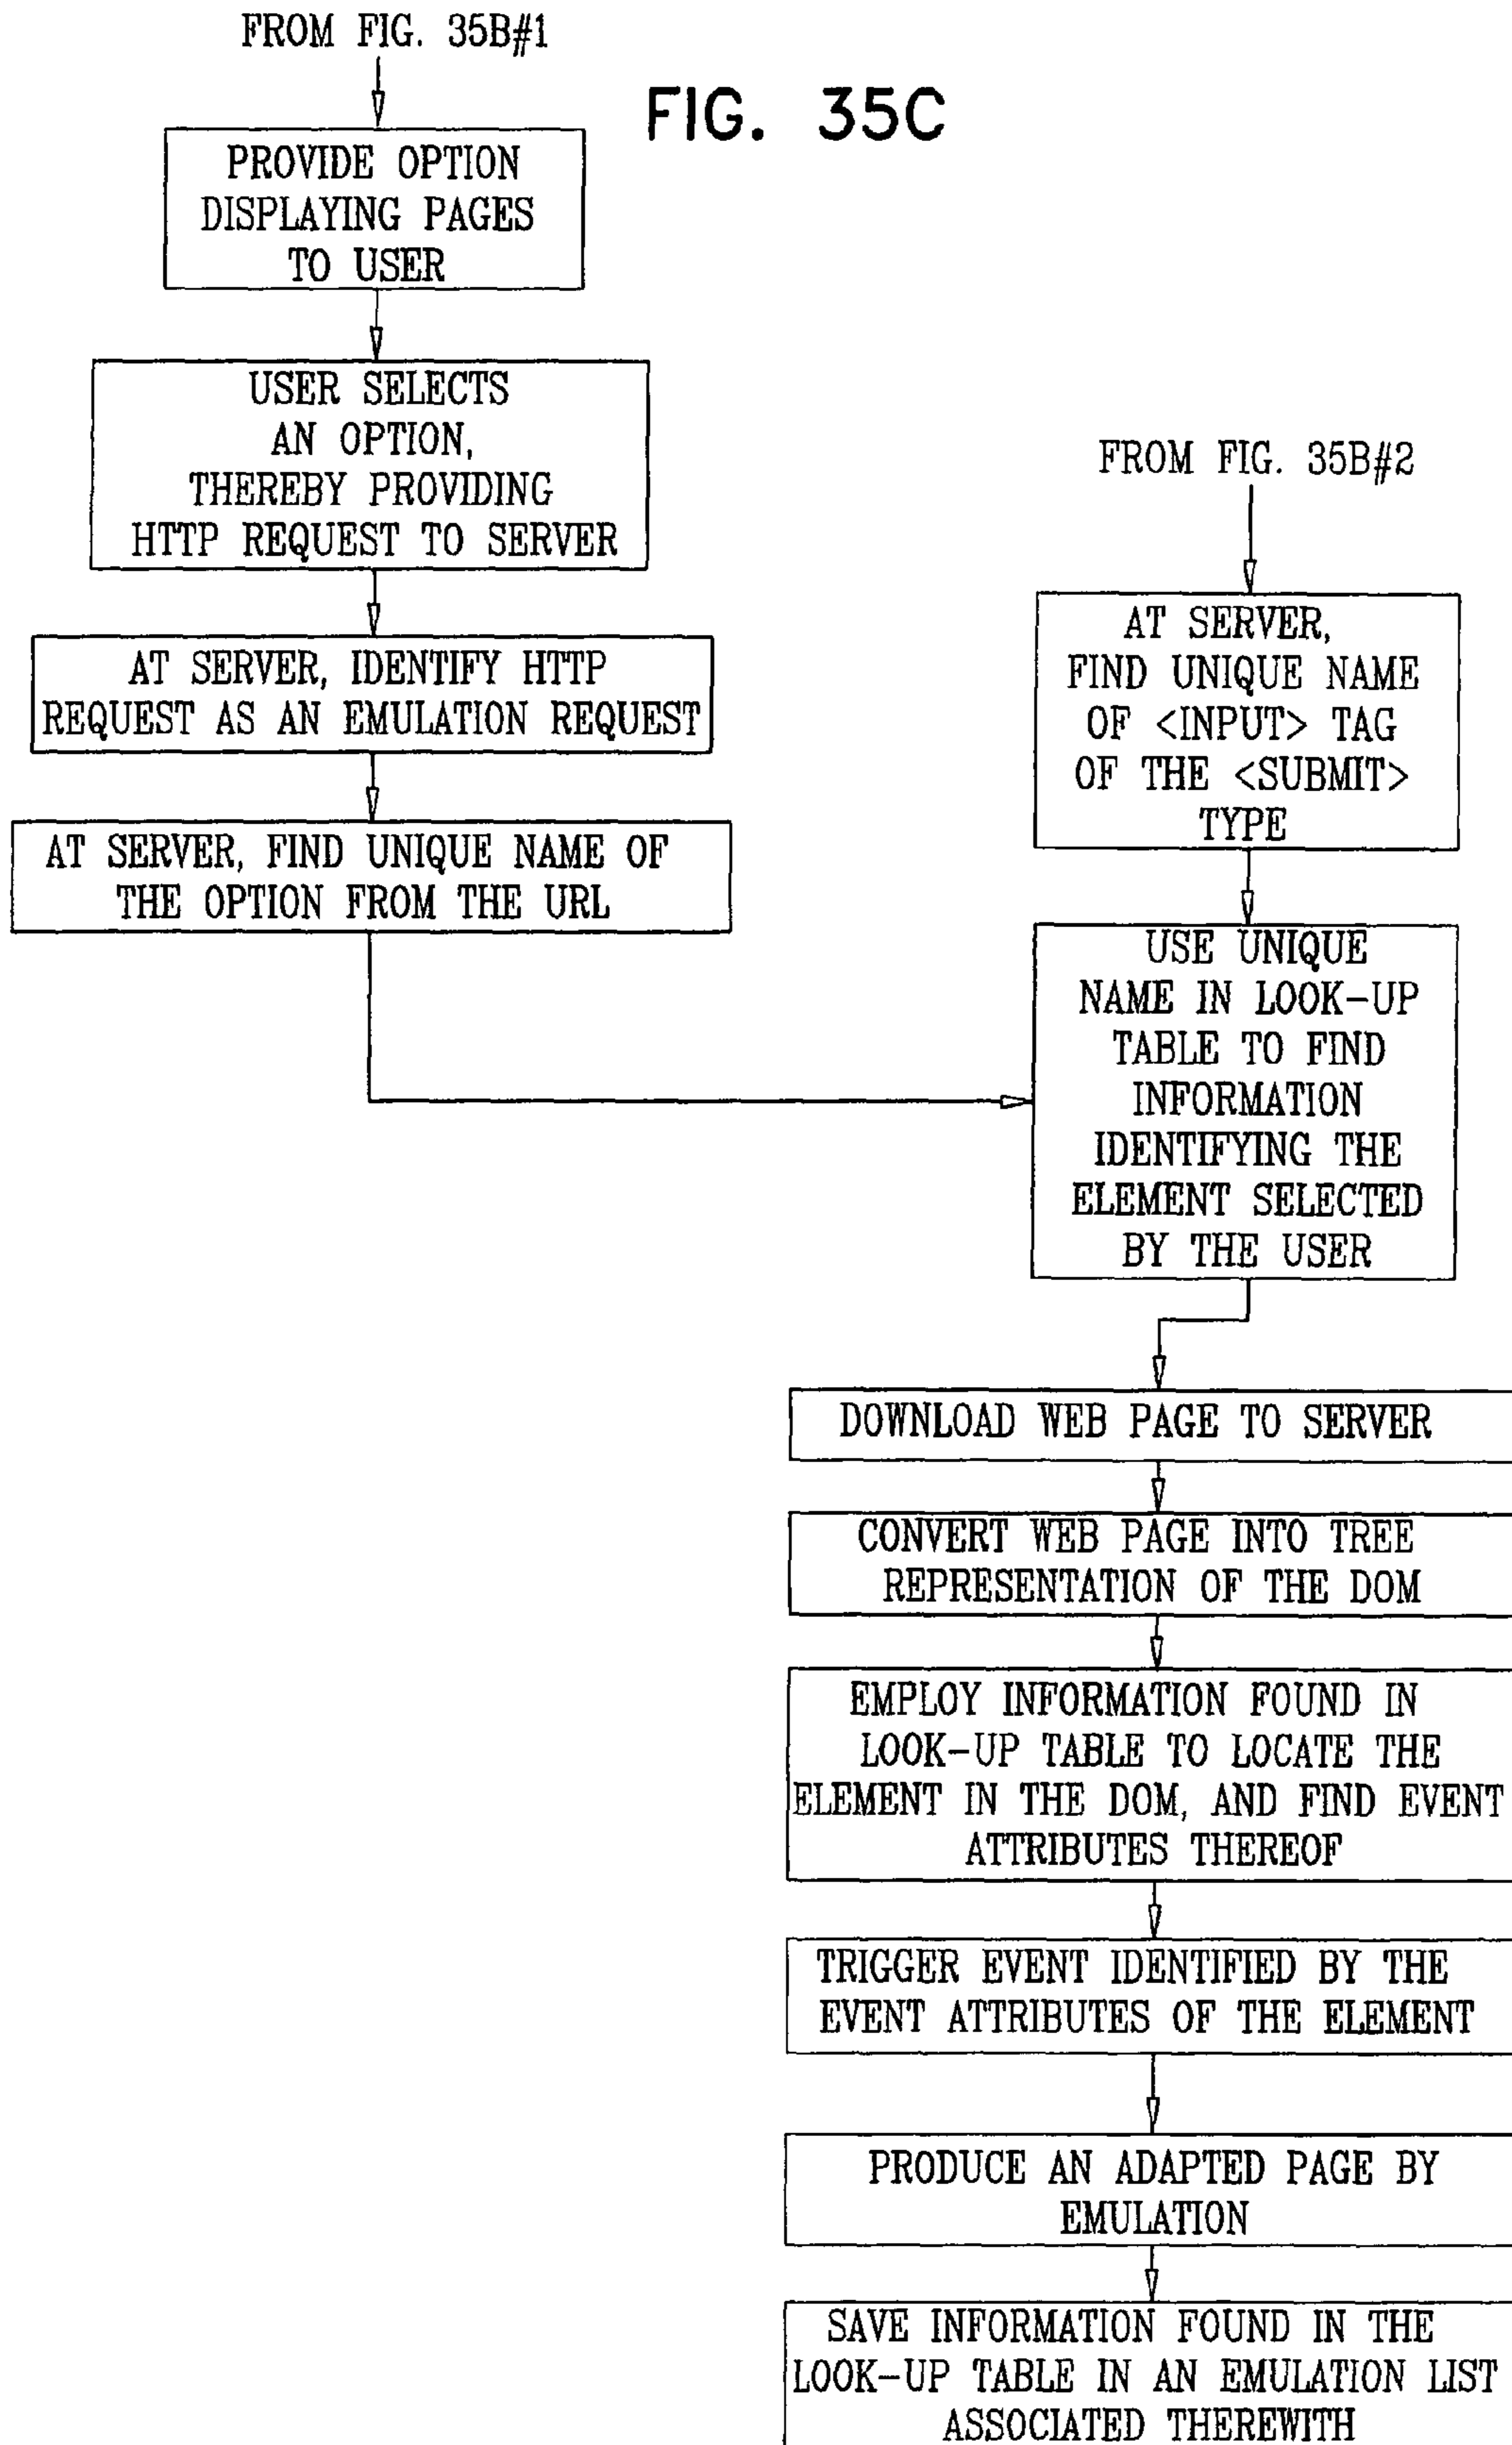 FROM FIG. 35B#1
FIG. 35C
PROVIDE OPTION
DISPLAYING PAGES
TO USER
USER SELECTS
AN OPTION,
THEREBY PROVIDING
HTTP REQUEST TO SERVER
AT SERVER, IDENTIFY HTTP
REQUEST AS AN EMULATION REQUEST
AT SERVER, FIND UNIQUE NAME OF
THE OPTION FROM THE URL
FROM FIG. 35B#2
AT SERVER,
FIND UNIQUE NAME
OF <INPUT> TAG
OF THE <SUBMIT>
TYPE
USE UNIQUE
NAME IN LOOK-UP
TABLE TO FIND
INFORMATION
IDENTIFYING THE
ELEMENT SELECTED
BY THE USER
DOWNLOAD WEB PAGE TO SERVER
CONVERT WEB PAGE INTO TREE
REPRESENTATION OF THE DOM
EMPLOY INFORMATION FOUND IN
LOOK-UP TABLE TO LOCATE THE
ELEMENT IN THE DOM, AND FIND EVENT
ATTRIBUTES THEREOF
TRIGGER EVENT IDENTIFIED BY THE
EVENT ATTRIBUTES OF THE ELEMENT
PRODUCE AN ADAPTED PAGE BY
EMULATION
SAVE INFORMATION FOUND IN THE
LOOK-UP TABLE IN AN EMULATION LIST
ASSOCIATED THEREWITH